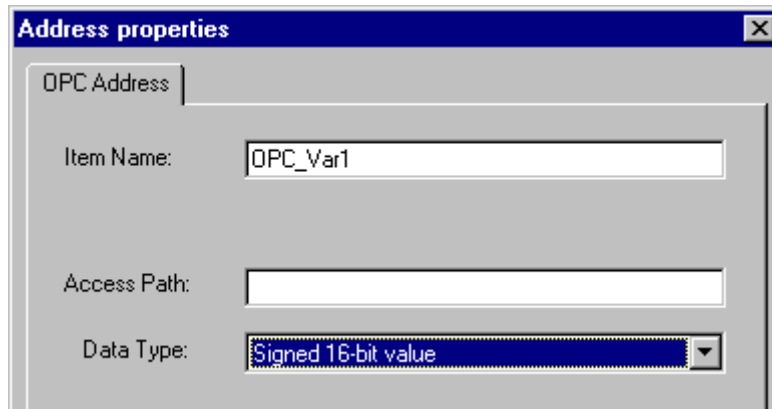 Address properties
OPC Address
Item Name: OPC_Var1
Access Path:
Data Type: Signed 16-bit value